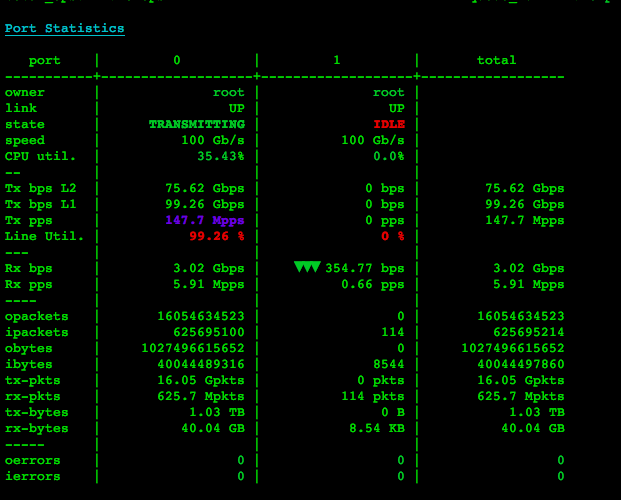 Port Statistics
port | 0 | 1 | total
-----------+-------------------+-------------------+------------------
owner | root | root |
link | UP | UP |
state | TRANSMITTING | IDLE |
speed | 100 Gb/s | 100 Gb/s |
CPU util. | 35.43% | 0.0% |
-- | | |
Tx bps L2 | 75.62 Gbps | 0 bps | 75.62 Gbps
Tx bps L1 | 99.26 Gbps | 0 bps | 99.26 Gbps
Tx pps | 147.7 Mpps | 0 pps | 147.7 Mpps
Line Util. | 99.26 % | 0 % |
--- | | |
Rx bps | 3.02 Gbps | ▼▼▼ 354.77 bps | 3.02 Gbps
Rx pps | 5.91 Mpps | 0.66 pps | 5.91 Mpps
---- | | |
opackets | 16054634523 | 0 | 16054634523
ipackets | 625695100 | 114 | 625695214
obytes | 1027496615652 | 0 | 1027496615652
ibytes | 40044489316 | 8544 | 40044497860
tx-pkts | 16.05 Gpkts | 0 pkts | 16.05 Gpkts
rx-pkts | 625.7 Mpkts | 114 pkts | 625.7 Mpkts
tx-bytes | 1.03 TB | 0 B | 1.03 TB
rx-bytes | 40.04 GB | 8.54 KB | 40.04 GB
----- | | |
oerrors | 0 | 0 | 0
ierrors | 0 | 0 | 0